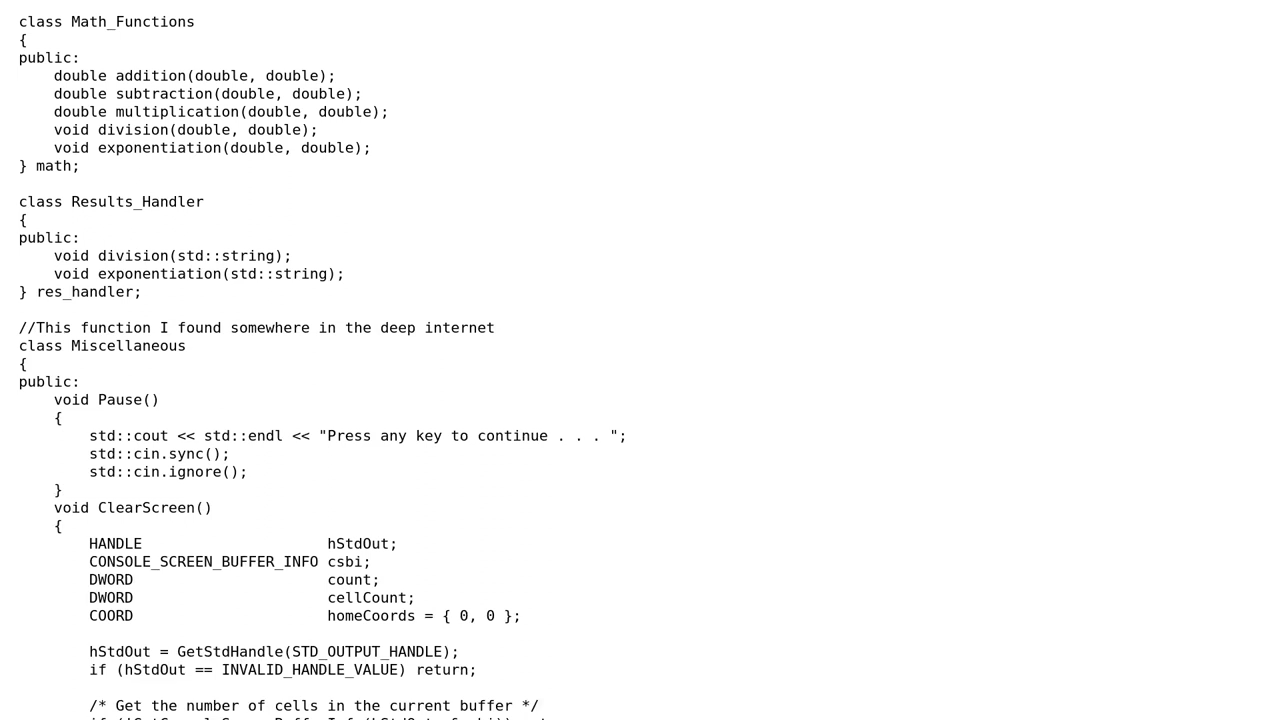 class Math_Functions
{
public:
    double addition(double, double);
    double subtraction(double, double);
    double multiplication(double, double);
    void division(double, double);
    void exponentiation(double, double);
} math;

class Results_Handler
{
public:
    void division(std::string);
    void exponentiation(std::string);
} res_handler;

//This function I found somewhere in the deep internet
class Miscellaneous
{
public:
    void Pause()
    {
        std::cout << std::endl << "Press any key to continue . . . ";
        std::cin.sync();
        std::cin.ignore();
    }
    void ClearScreen()
    {
        HANDLE                     hStdOut;
        CONSOLE_SCREEN_BUFFER_INFO csbi;
        DWORD                      count;
        DWORD                      cellCount;
        COORD                      homeCoords = { 0, 0 };

        hStdOut = GetStdHandle(STD_OUTPUT_HANDLE);
        if (hStdOut == INVALID_HANDLE_VALUE) return;

        /* Get the number of cells in the current buffer */